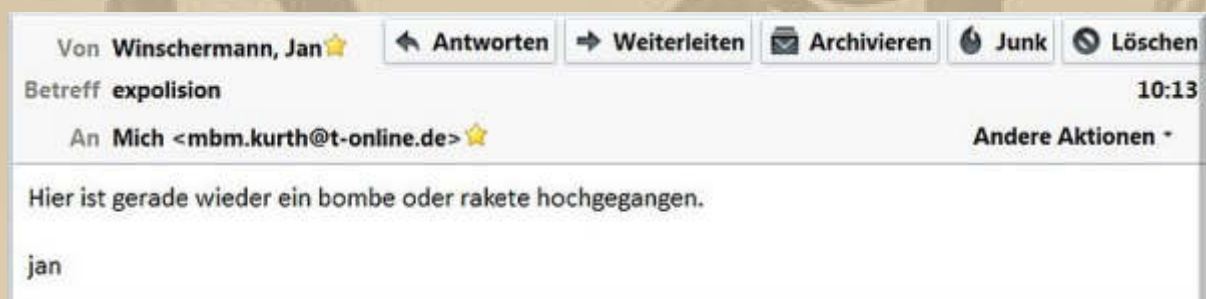 Von Winschermann, Jan Antworten Weiterleiten Archivieren Junk Löschen
Betreff expolision 10:13
An Mich <mbm.kurth@t-online.de> Andere Aktionen
Hier ist gerade wieder ein bombe oder rakete hochgegangen.
jan